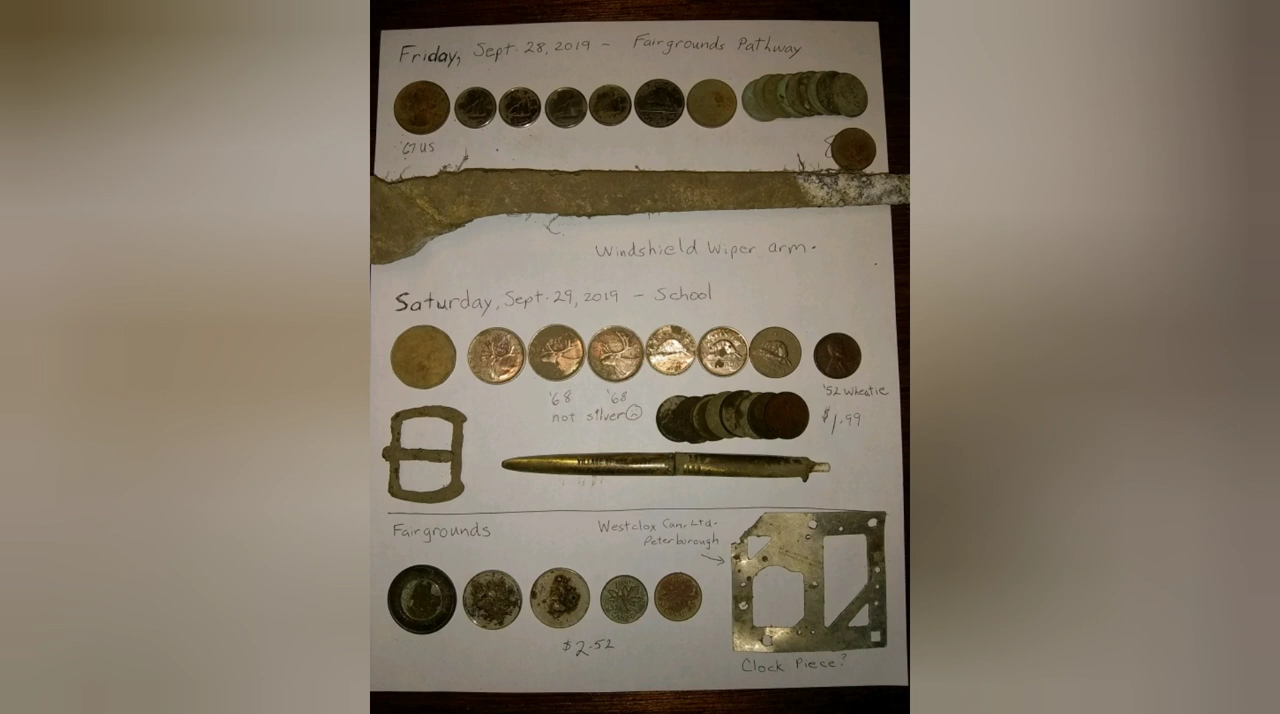 Friday, Sept. 28, 2019 - Fairgrounds Pathway
'67 US
8
Windshield Wiper arm.
Saturday, Sept. 29, 2019 - School
'68 '68
not silver
'52 Wheatie
$1.99
Fairgrounds
Westclox Can. Ltd.
Peterborough
$2.52
Clock Piece?